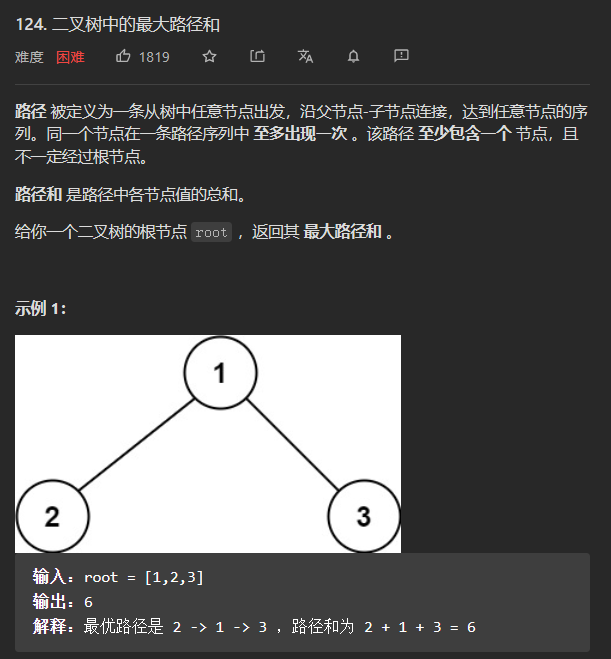 124. 二叉树中的最大路径和
难度 困难 1819
路径 被定义为一条从树中任意节点出发，沿父节点-子节点连接，达到任意节点的序
列。同一个节点在一条路径序列中 至多出现一次 。该路径 至少包含一个 节点，且
不一定经过根节点。
路径和 是路径中各节点值的总和。
给你一个二叉树的根节点 root ，返回其 最大路径和 。
示例 1：
1
2 3
输入：root = [1,2,3]
输出：6
解释：最优路径是 2 -> 1 -> 3 ，路径和为 2 + 1 + 3 = 6